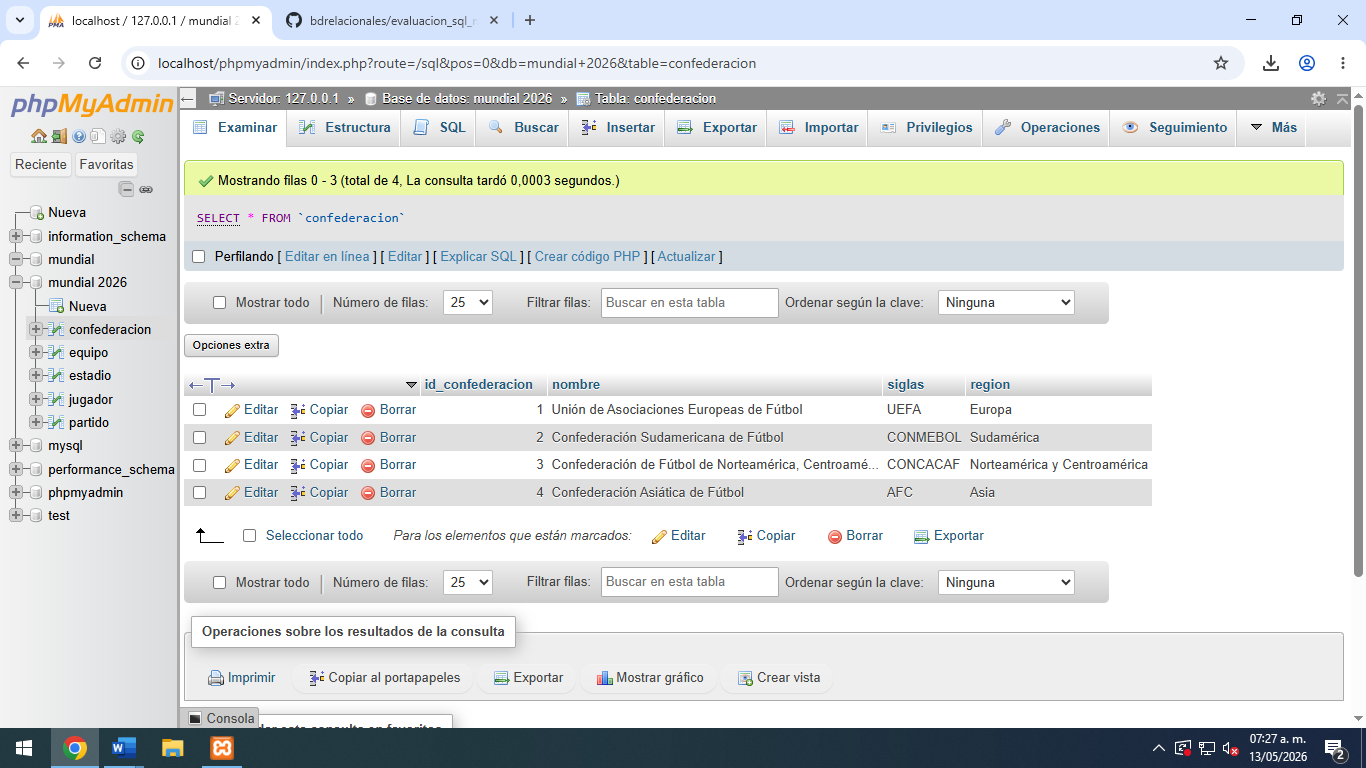 localhost / 127.0.0.1 / mundial 2
bdrelacionales/evaluacion_sql_
localhost/phpmyadmin/index.php?route=/sql&pos=0&db=mundial+2026&table=confederacion
phpMyAdmin
Reciente
Favoritas
Nueva
information_schema
mundial
mundial 2026
Nueva
confederacion
equipo
estadio
jugador
partido
mysql
performance_schema
phpmyadmin
test
Servidor: 127.0.0.1 » Base de datos: mundial 2026 » Tabla: confederacion
Examinar Estructura SQL Buscar Insertar Exportar Importar Privilegios Operaciones Seguimiento Más
Mostrando filas 0 - 3 (total de 4, La consulta tardó 0,0003 segundos.)
SELECT * FROM `confederacion`
Perfilando [ Editar en línea ] [ Editar ] [ Explicar SQL ] [ Crear código PHP ] [ Actualizar ]
Mostrar todo Número de filas: 25 Filtrar filas: Buscar en esta tabla Ordenar según la clave: Ninguna
Opciones extra
id_confederacion nombre siglas region
Editar Copiar Borrar 1 Unión de Asociaciones Europeas de Fútbol UEFA Europa
Editar Copiar Borrar 2 Confederación Sudamericana de Fútbol CONMEBOL Sudamérica
Editar Copiar Borrar 3 Confederación de Fútbol de Norteamérica, Centroamé... CONCACAF Norteamérica y Centroamérica
Editar Copiar Borrar 4 Confederación Asiática de Fútbol AFC Asia
Seleccionar todo Para los elementos que están marcados: Editar Copiar Borrar Exportar
Mostrar todo Número de filas: 25 Filtrar filas: Buscar en esta tabla Ordenar según la clave: Ninguna
Operaciones sobre los resultados de la consulta
Imprimir Copiar al portapapeles Exportar Mostrar gráfico Crear vista
Consola
07:27 a. m.
13/05/2026
2